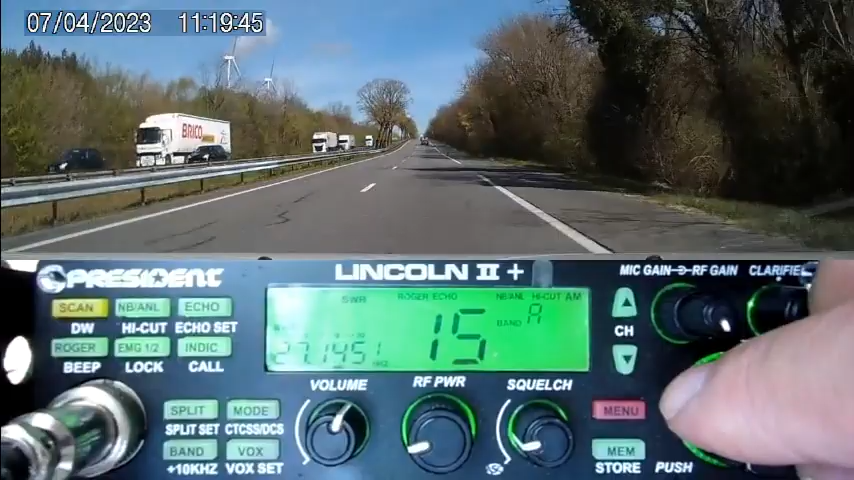 07/04/2023 11:19:45
BRICO
PRESIDENT LINCOLN II + MIC GAIN RF GAIN CLARIFIE
SCAN NB/ANL ECHO
DW HI-CUT ECHO SET
ROGER EMG 1/2 INDIC
BEEP LOCK CALL
SWR ROGER ECHO NB/ANL HI-CUT AM
15 BAND A
27.1451
CH
VOLUME RF PWR SQUELCH
SPLIT MODE
SPLIT SET CTCSS/DCS
BAND VOX
+10KHZ VOX SET
MENU
MEM
STORE PUSH